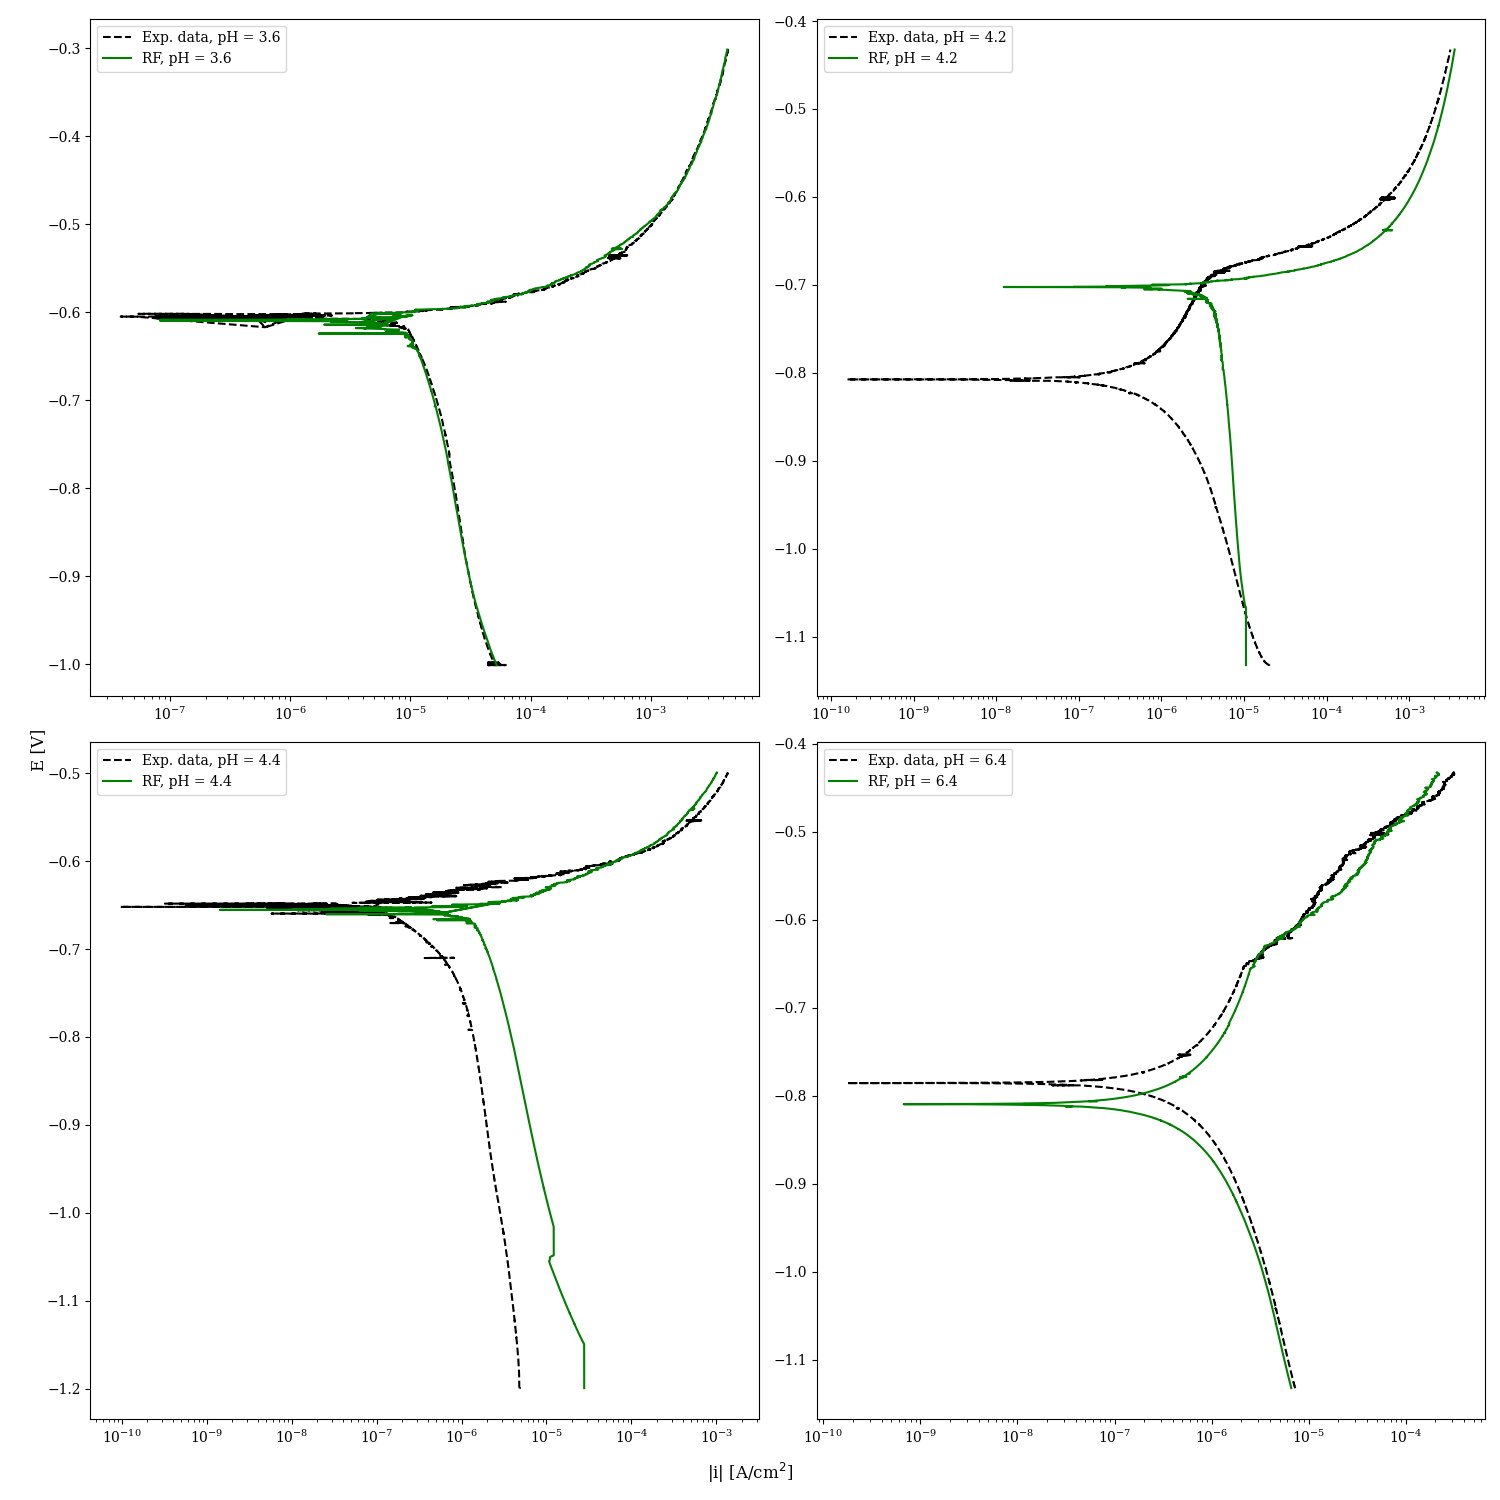 Exp. data, pH = 3.6
RF, pH = 3.6
−0.3
−0.4
−0.5
−0.6
−0.7
−0.8
−0.9
−1.0
10⁻⁷ 10⁻⁶ 10⁻⁵ 10⁻⁴ 10⁻³
Exp. data, pH = 4.2
RF, pH = 4.2
−0.4
−0.5
−0.6
−0.7
−0.8
−0.9
−1.0
−1.1
10⁻¹⁰ 10⁻⁹ 10⁻⁸ 10⁻⁷ 10⁻⁶ 10⁻⁵ 10⁻⁴ 10⁻³
E [V]
Exp. data, pH = 4.4
RF, pH = 4.4
−0.5
−0.6
−0.7
−0.8
−0.9
−1.0
−1.1
−1.2
10⁻¹⁰ 10⁻⁹ 10⁻⁸ 10⁻⁷ 10⁻⁶ 10⁻⁵ 10⁻⁴ 10⁻³
Exp. data, pH = 6.4
RF, pH = 6.4
−0.4
−0.5
−0.6
−0.7
−0.8
−0.9
−1.0
−1.1
10⁻¹⁰ 10⁻⁹ 10⁻⁸ 10⁻⁷ 10⁻⁶ 10⁻⁵ 10⁻⁴
|i| [A/cm²]